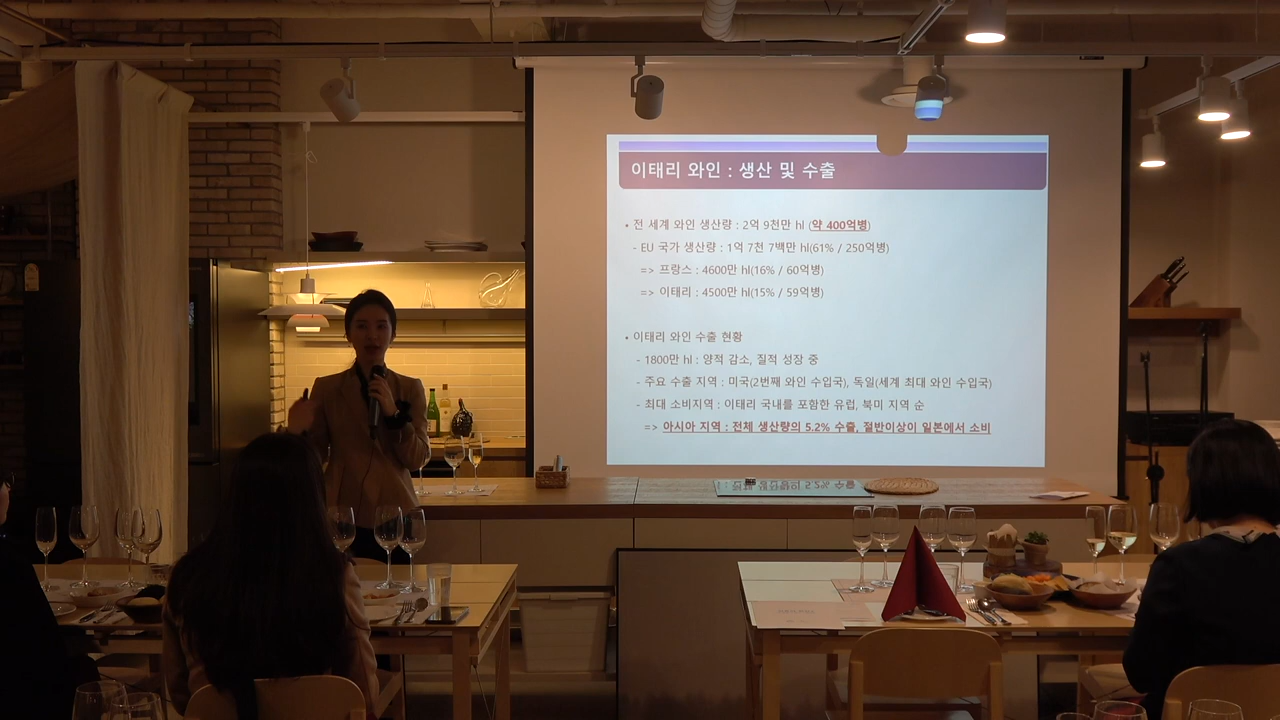 이태리 와인 : 생산 및 수출
• 전 세계 와인 생산량 : 2억 9천만 hl (약 400억병)
- EU 국가 생산량 : 1억 7천 7백만 hl(61% / 250억병)
=> 프랑스 : 4600만 hl(16% / 60억병)
=> 이태리 : 4500만 hl(15% / 59억병)
• 이태리 와인 수출 현황
- 1800만 hl : 양적 감소, 질적 성장 중
- 주요 수출 지역 : 미국(2번째 와인 수입국), 독일(세계 최대 와인 수입국)
- 최대 소비지역 : 이태리 국내를 포함한 유럽, 북미 지역 순
=> 아시아 지역 : 전체 생산량의 5.2% 수출, 절반이상이 일본에서 소비